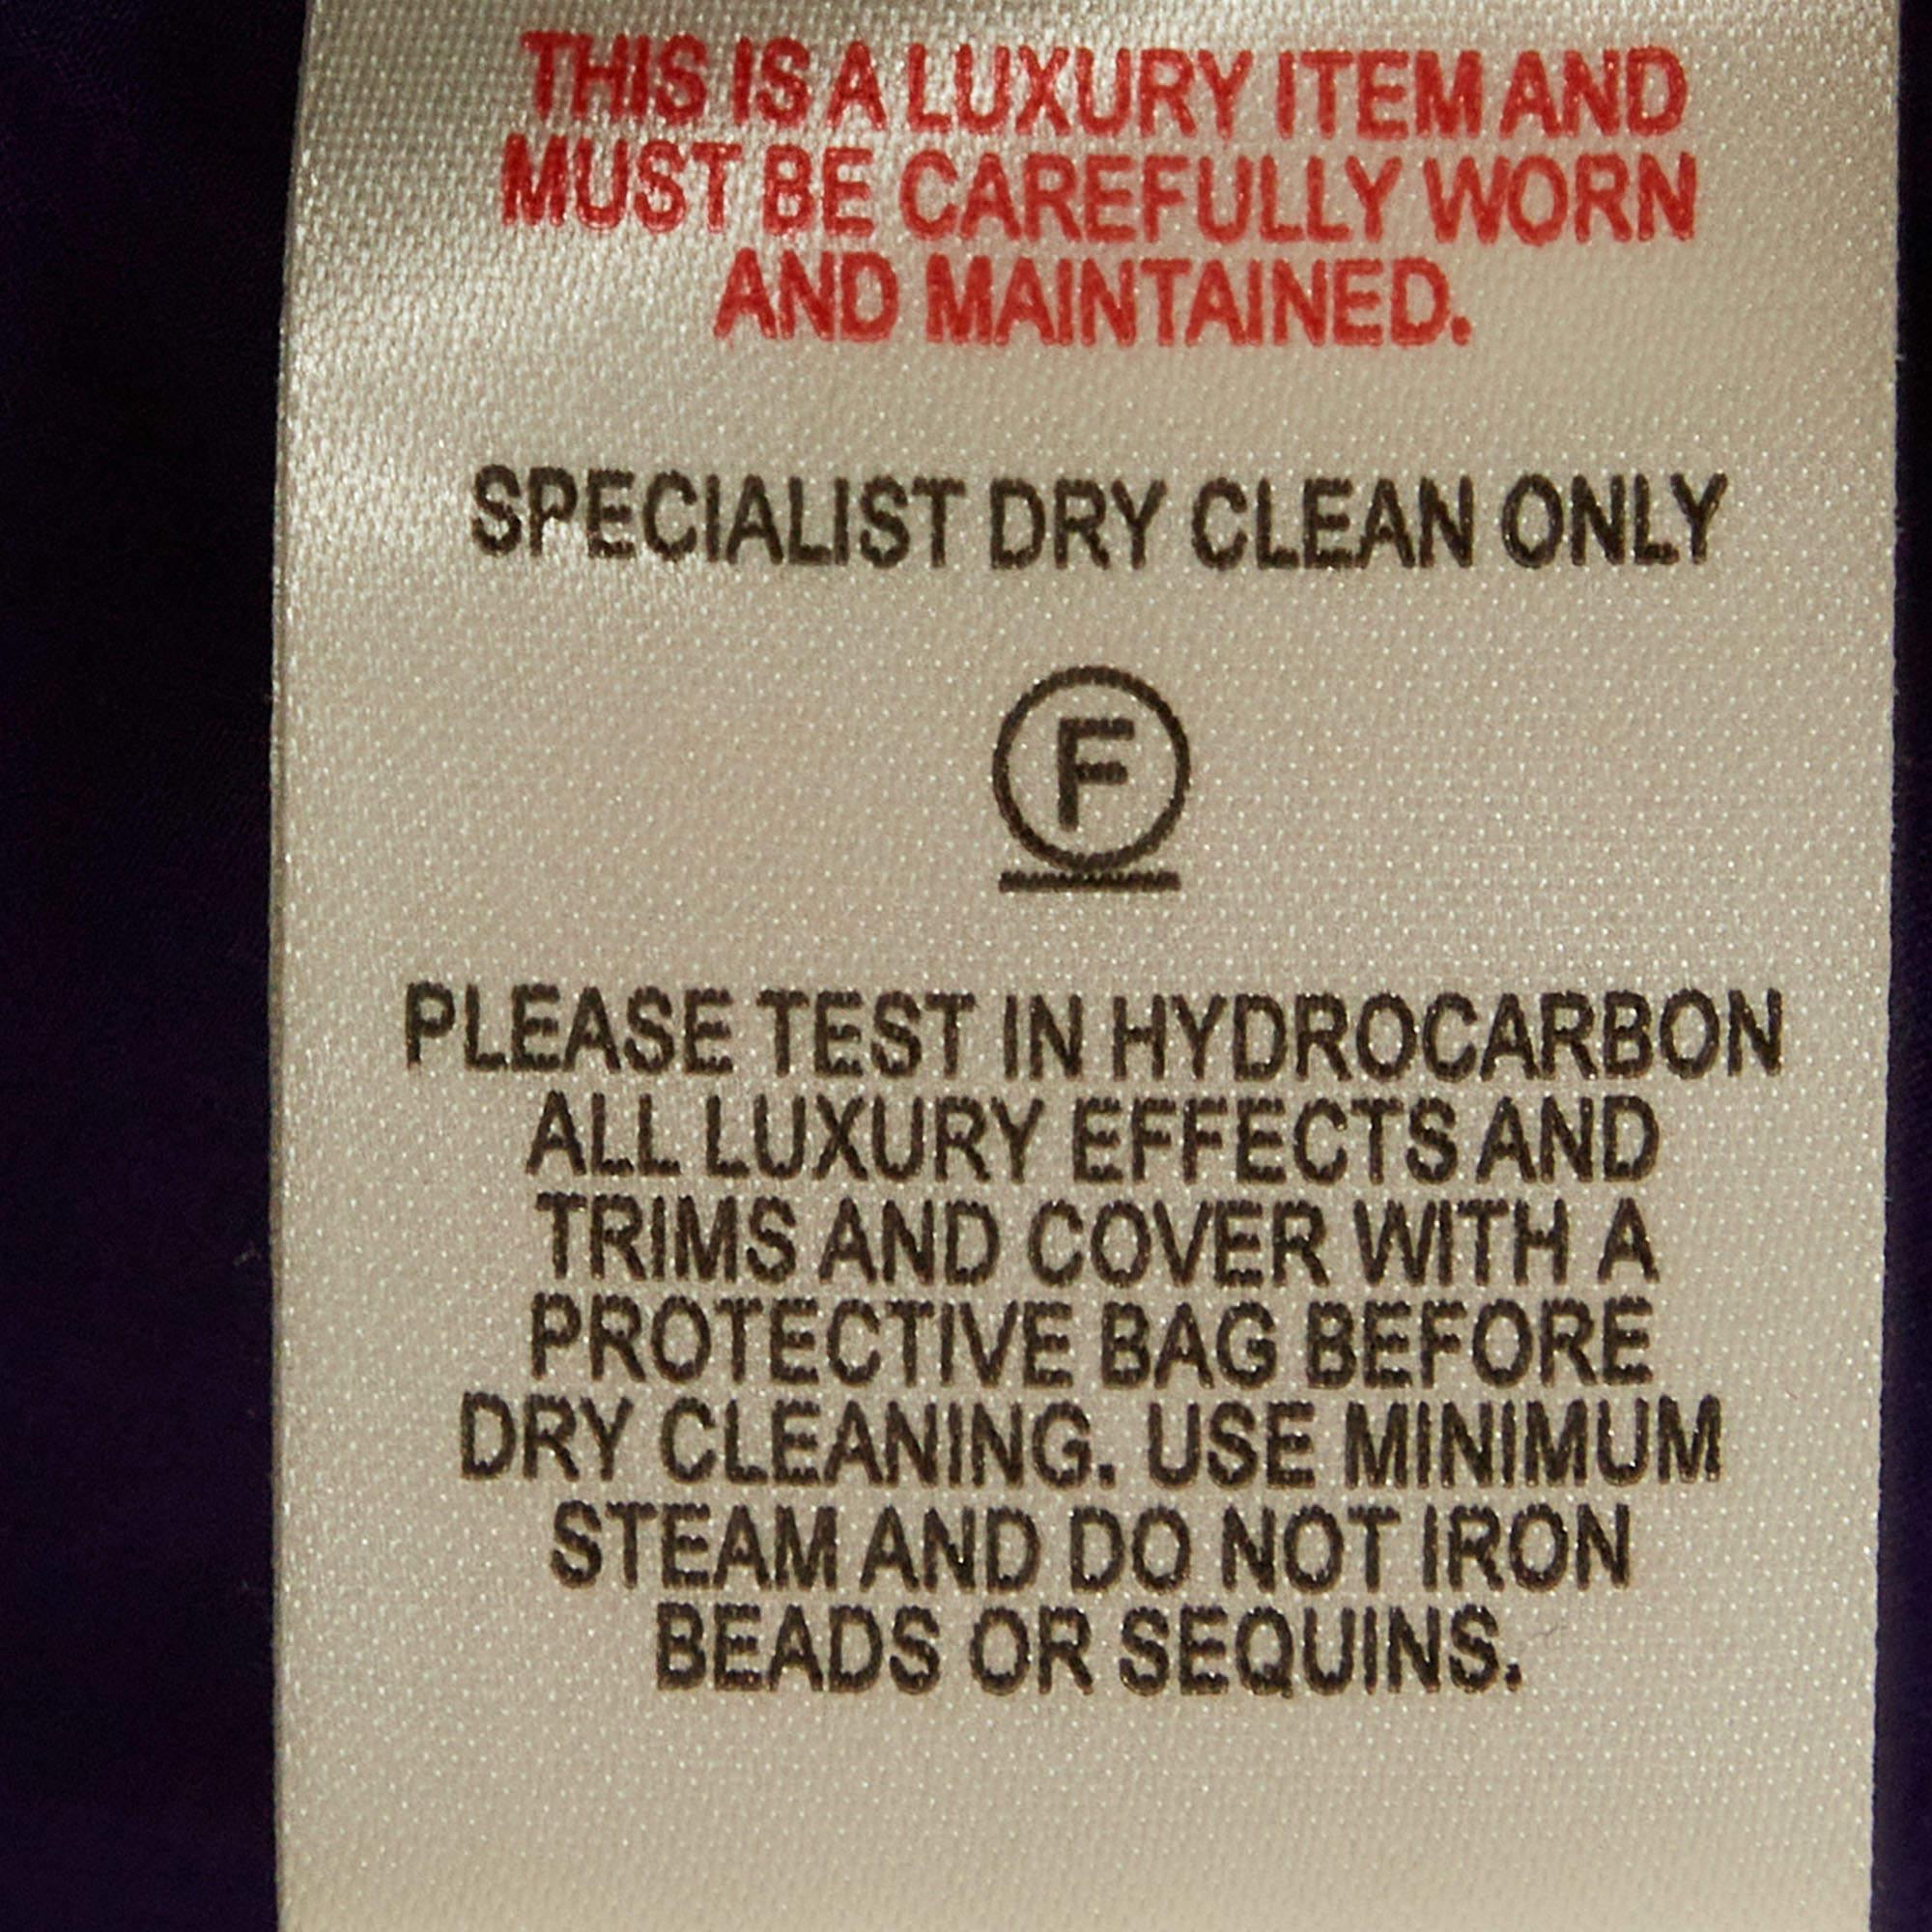 THIS IS A LUXURY ITEM AND
MUST BE CAREFULLY WORN
AND MAINTAINED.
SPECIALIST DRY CLEAN ONLY
F
PLEASE TEST IN HYDROCARBON
ALL LUXURY EFFECTS AND
TRIMS AND COVER WITH A
PROTECTIVE BAG BEFORE
DRY CLEANING. USE MINIMUM
STEAM AND DO NOT IRON
BEADS OR SEQUINS.